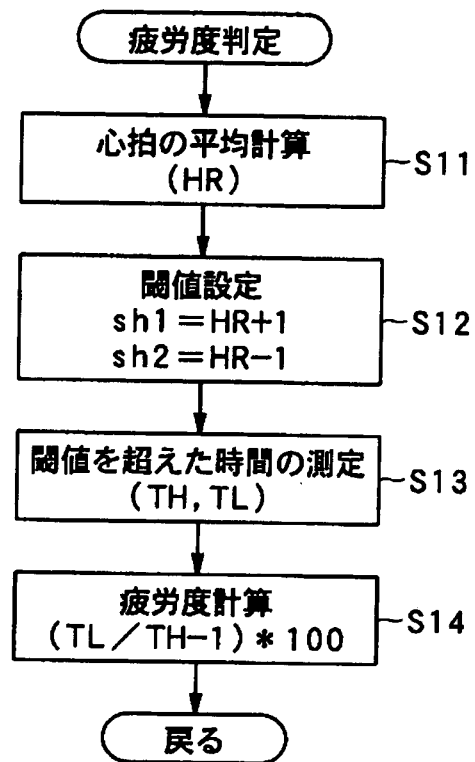 疲労度判定
心拍の平均計算
(HR)
S11
閾値設定
sh1=HR+1
sh2=HR-1
S12
閾値を超えた時間の測定
(TH,TL)
S13
疲労度計算
(TL/TH-1)*100
S14
戻る